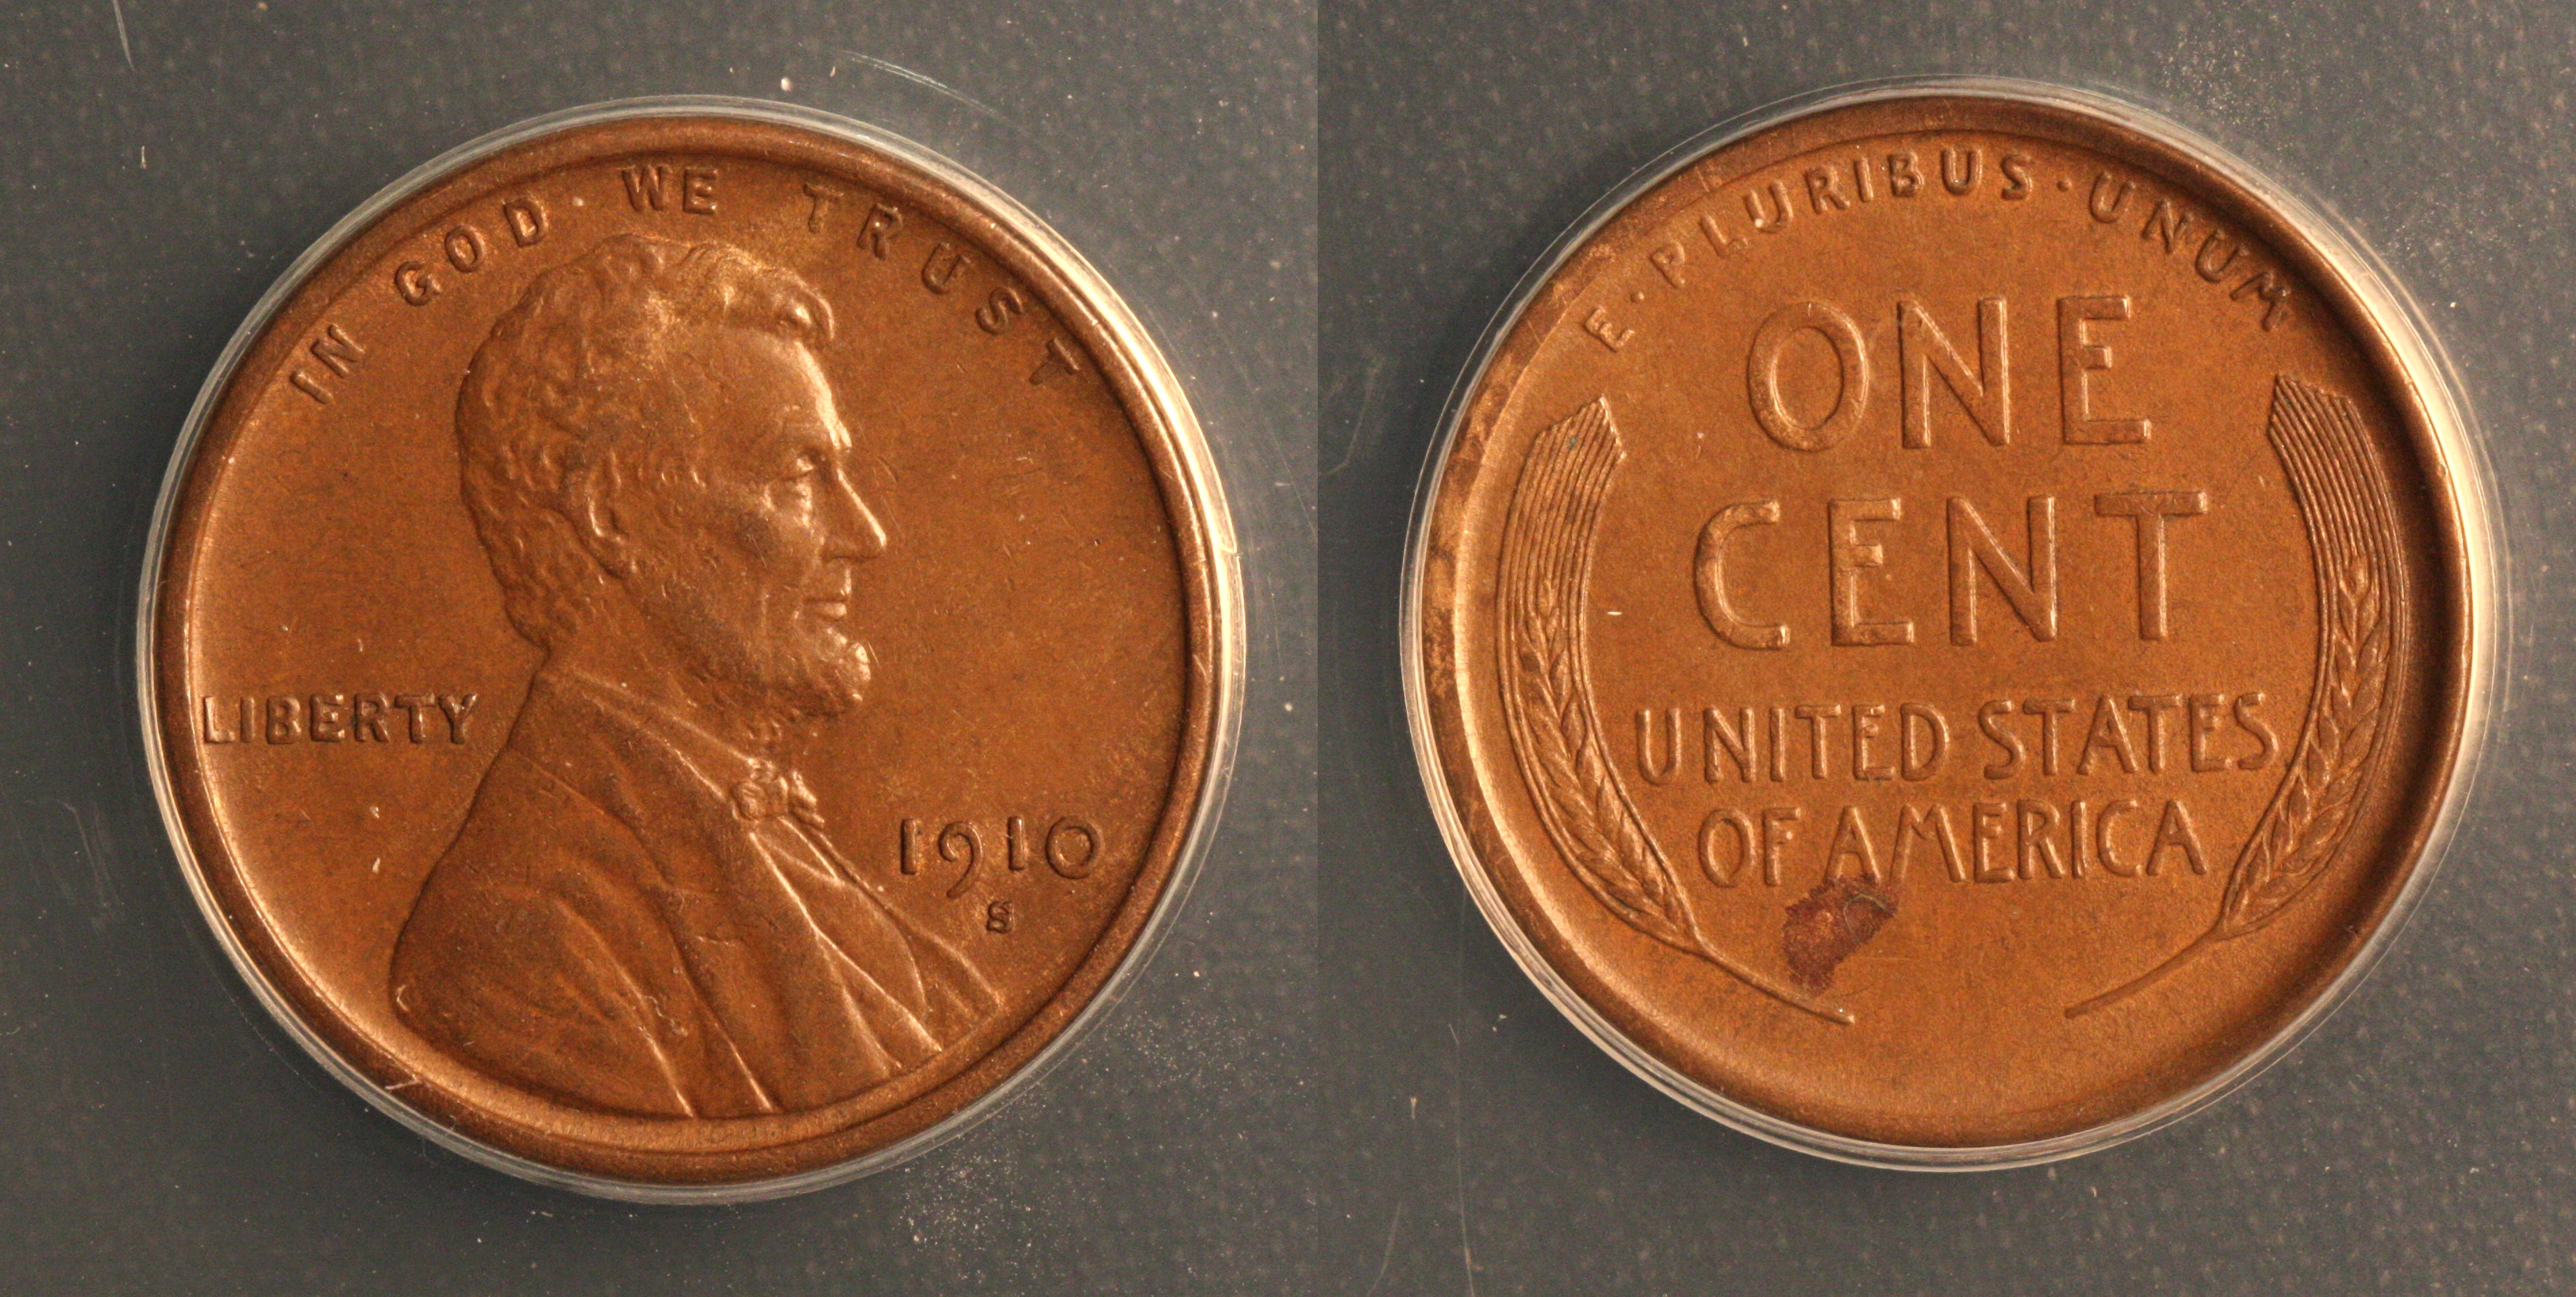 IN GOD WE TRUST
LIBERTY
1910
S
E·PLURIBUS·UNUM
ONE
CENT
UNITED STATES
OF AMERICA